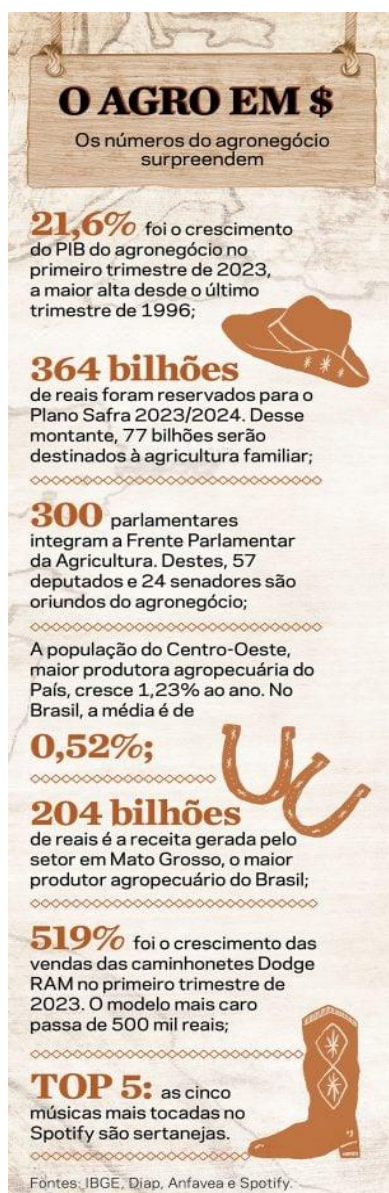 O AGRO EM $
Os números do agronegócio
surpreendem
21,6% foi o crescimento
do PIB do agronegócio no
primeiro trimestre de 2023,
a maior alta desde o último
trimestre de 1996;
364 bilhões
de reais foram reservados para o
Plano Safra 2023/2024. Desse
montante, 77 bilhões serão
destinados à agricultura familiar;
300 parlamentares
integram a Frente Parlamentar
da Agricultura. Destes, 57
deputados e 24 senadores são
oriundos do agronegócio;
A população do Centro-Oeste,
maior produtora agropecuária do
País, cresce 1,23% ao ano. No
Brasil, a média é de
0,52%;
204 bilhões
de reais é a receita gerada pelo
setor em Mato Grosso, o maior
produtor agropecuário do Brasil;
519% foi o crescimento das
vendas das caminhonetes Dodge
RAM no primeiro trimestre de
2023. O modelo mais caro
passa de 500 mil reais;
TOP 5: as cinco
músicas mais tocadas no
Spotify são sertanejas.
Fontes: IBGE, Diap, Anfavea e Spotify.